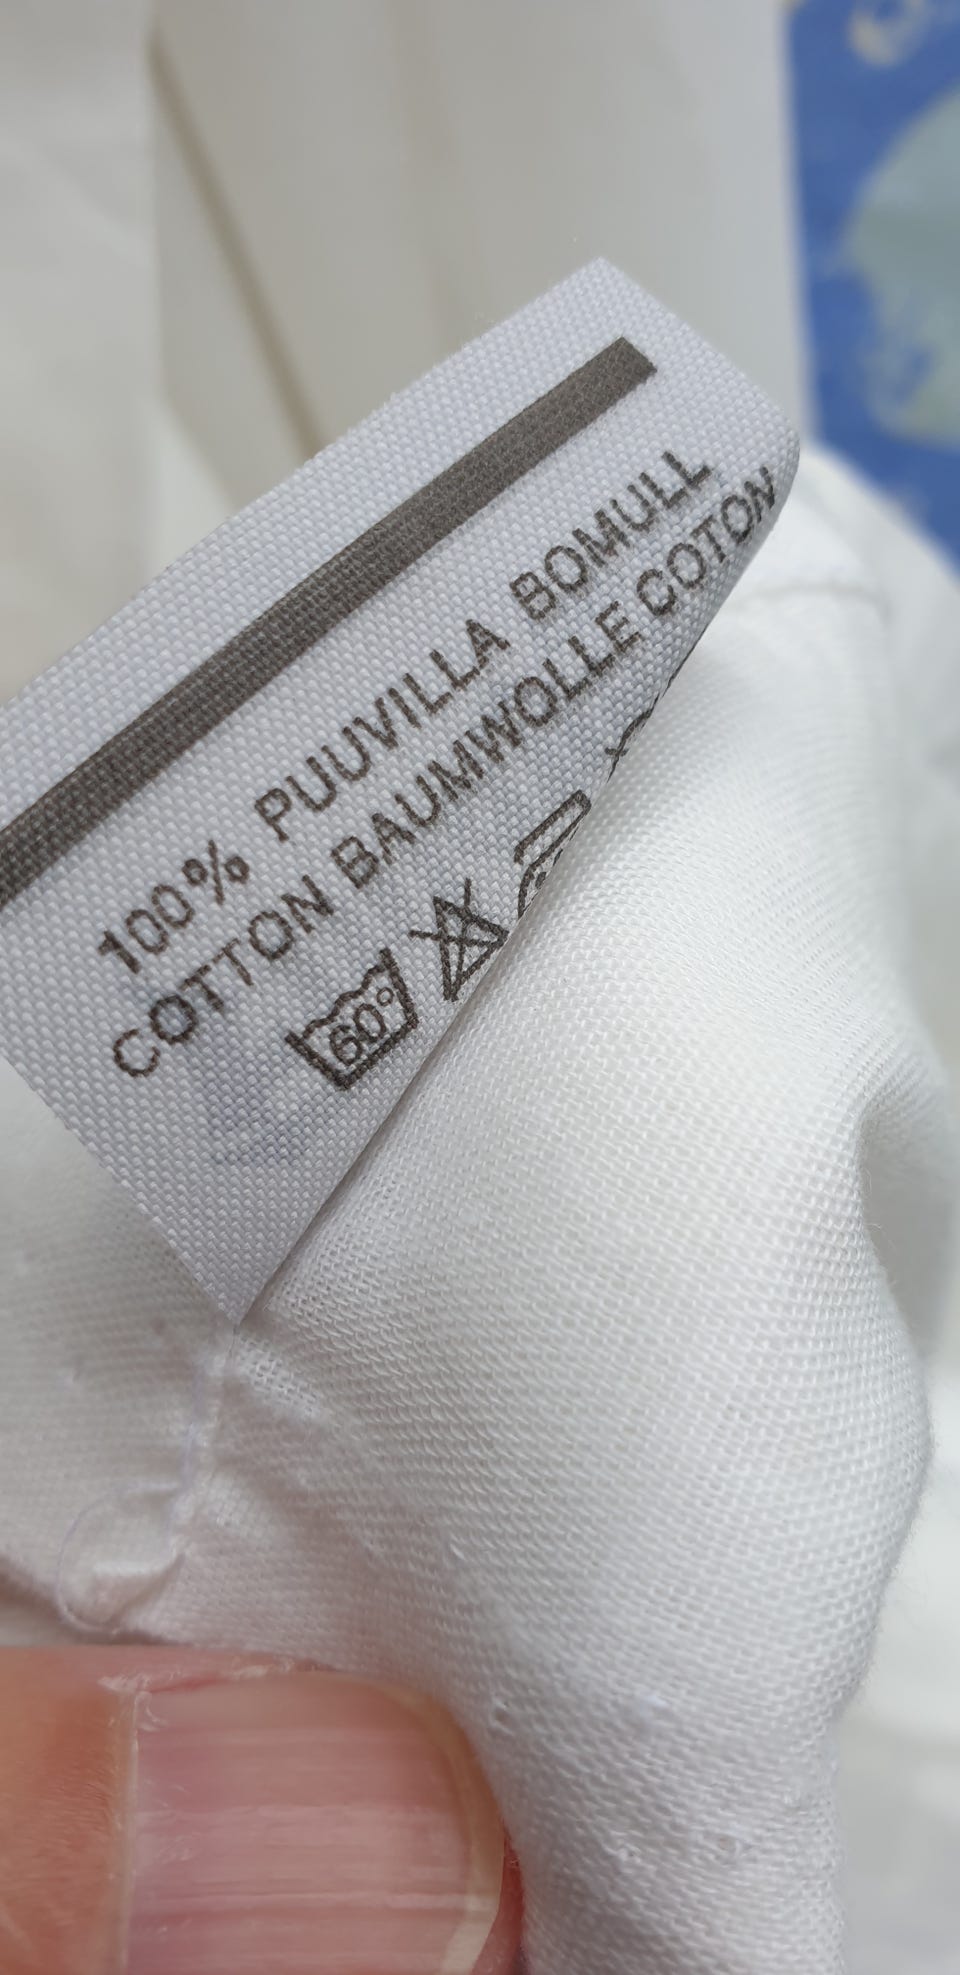 100% PUUVILLA BOMULL
COTTON BAUMWOLLE COTON
60°